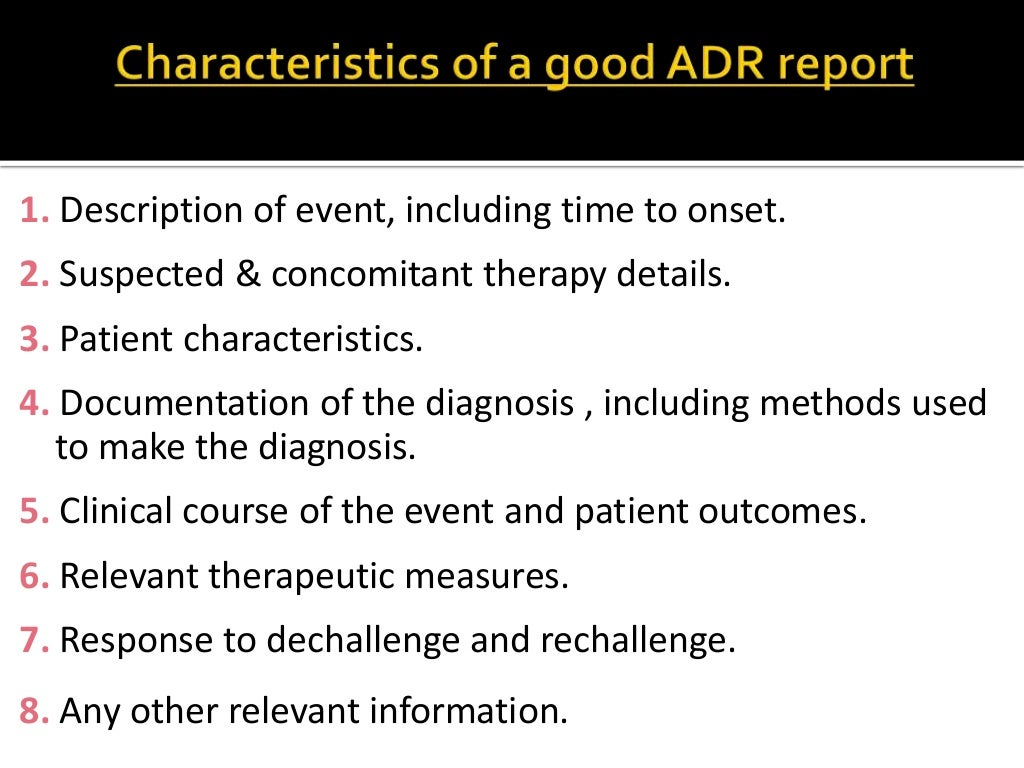 Characteristics of a good ADR report
1. Description of event, including time to onset.
2. Suspected & concomitant therapy details.
3. Patient characteristics.
4. Documentation of the diagnosis , including methods used
to make the diagnosis.
5. Clinical course of the event and patient outcomes.
6. Relevant therapeutic measures.
7. Response to dechallenge and rechallenge.
8. Any other relevant information.